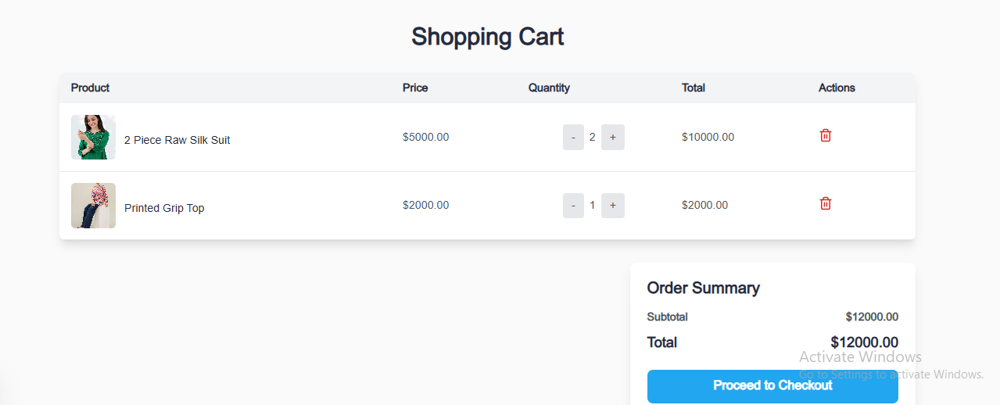 Shopping Cart
Product Price Quantity Total Actions
2 Piece Raw Silk Suit $5000.00 - 2 + $10000.00
Printed Grip Top $2000.00 - 1 + $2000.00
Order Summary
Subtotal $12000.00
Total $12000.00
Activate Windows
Go to Settings to activate Windows.
Proceed to Checkout